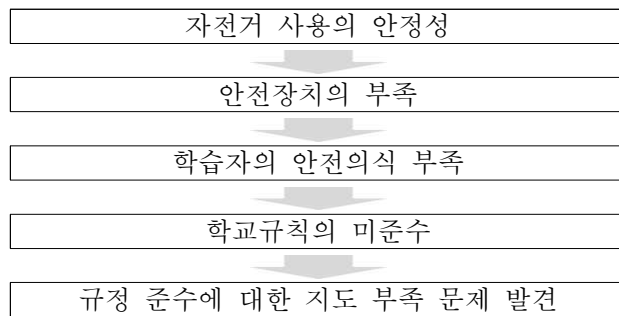 자전거 사용의 안정성
안전장치의 부족
학습자의 안전의식 부족
학교규칙의 미준수
규정 준수에 대한 지도 부족 문제 발견